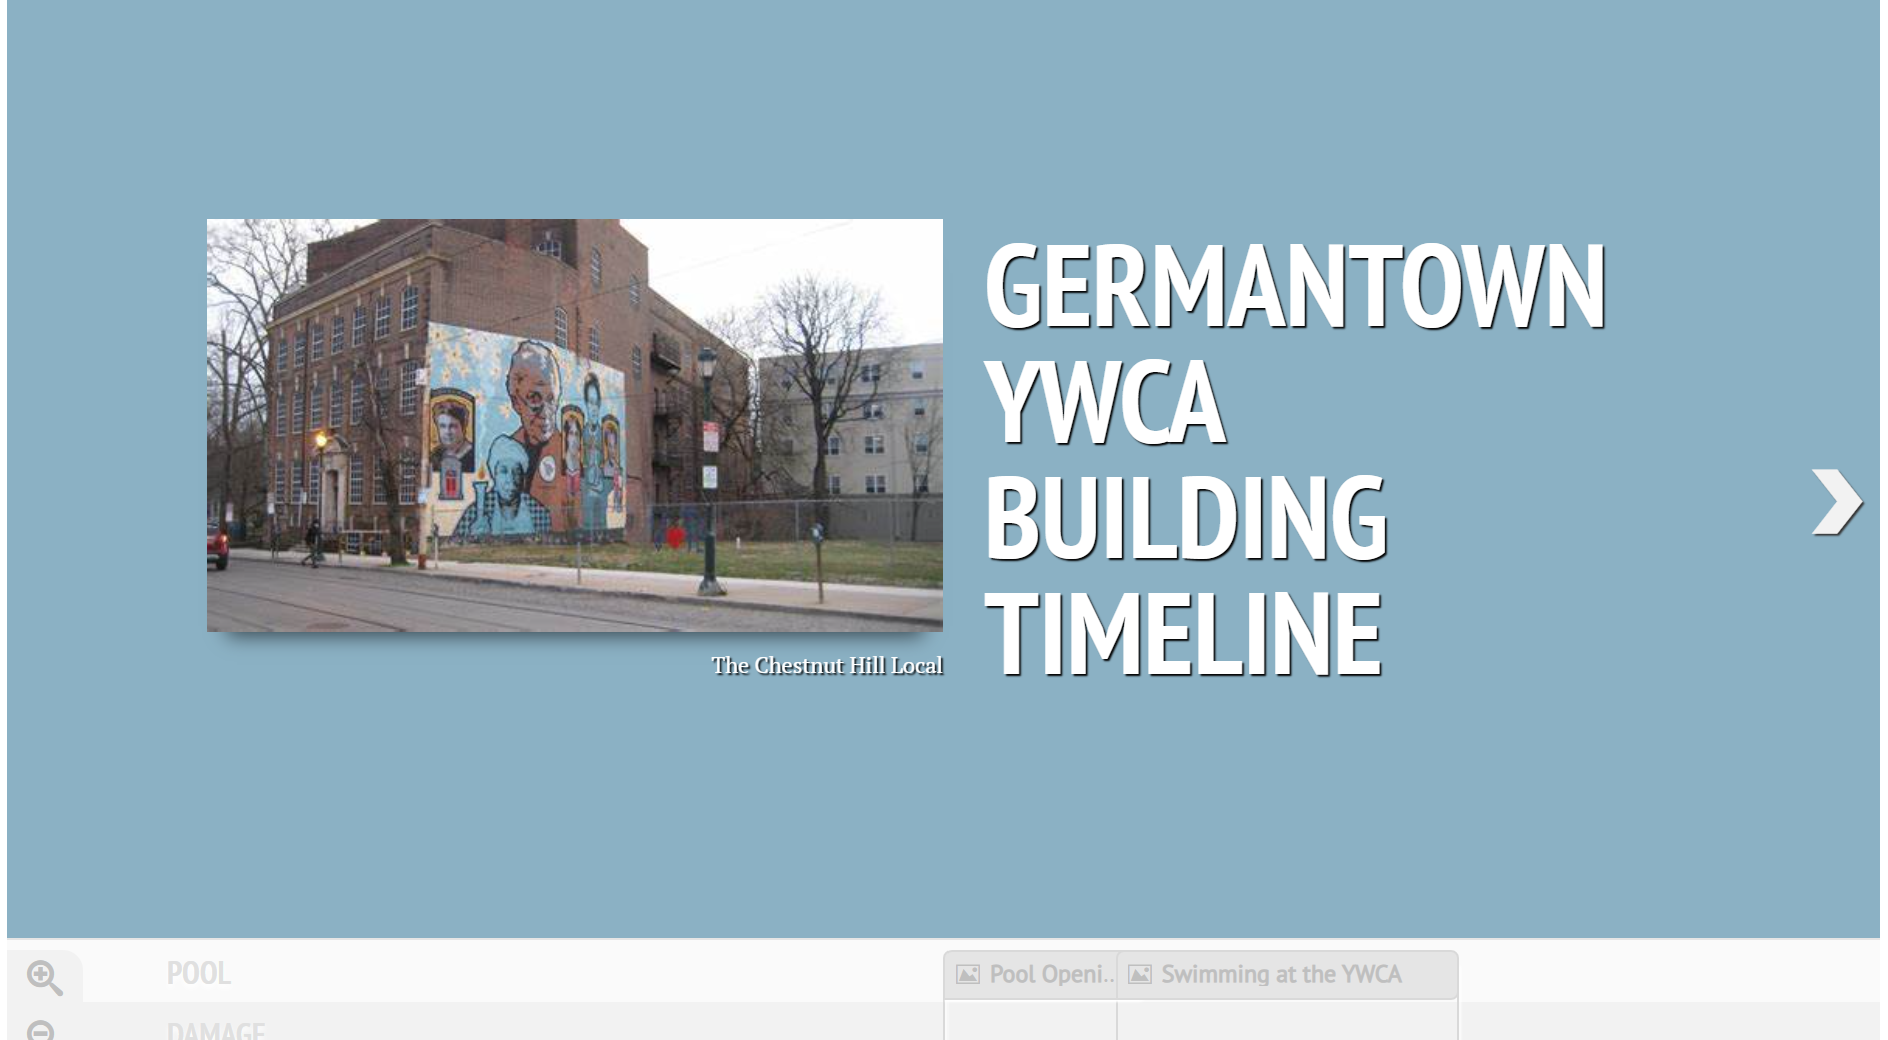 GERMANTOWN
YWCA
BUILDING
TIMELINE
The Chestnut Hill Local
POOL
Pool Openi..
Swimming at the YWCA
DAMAGE